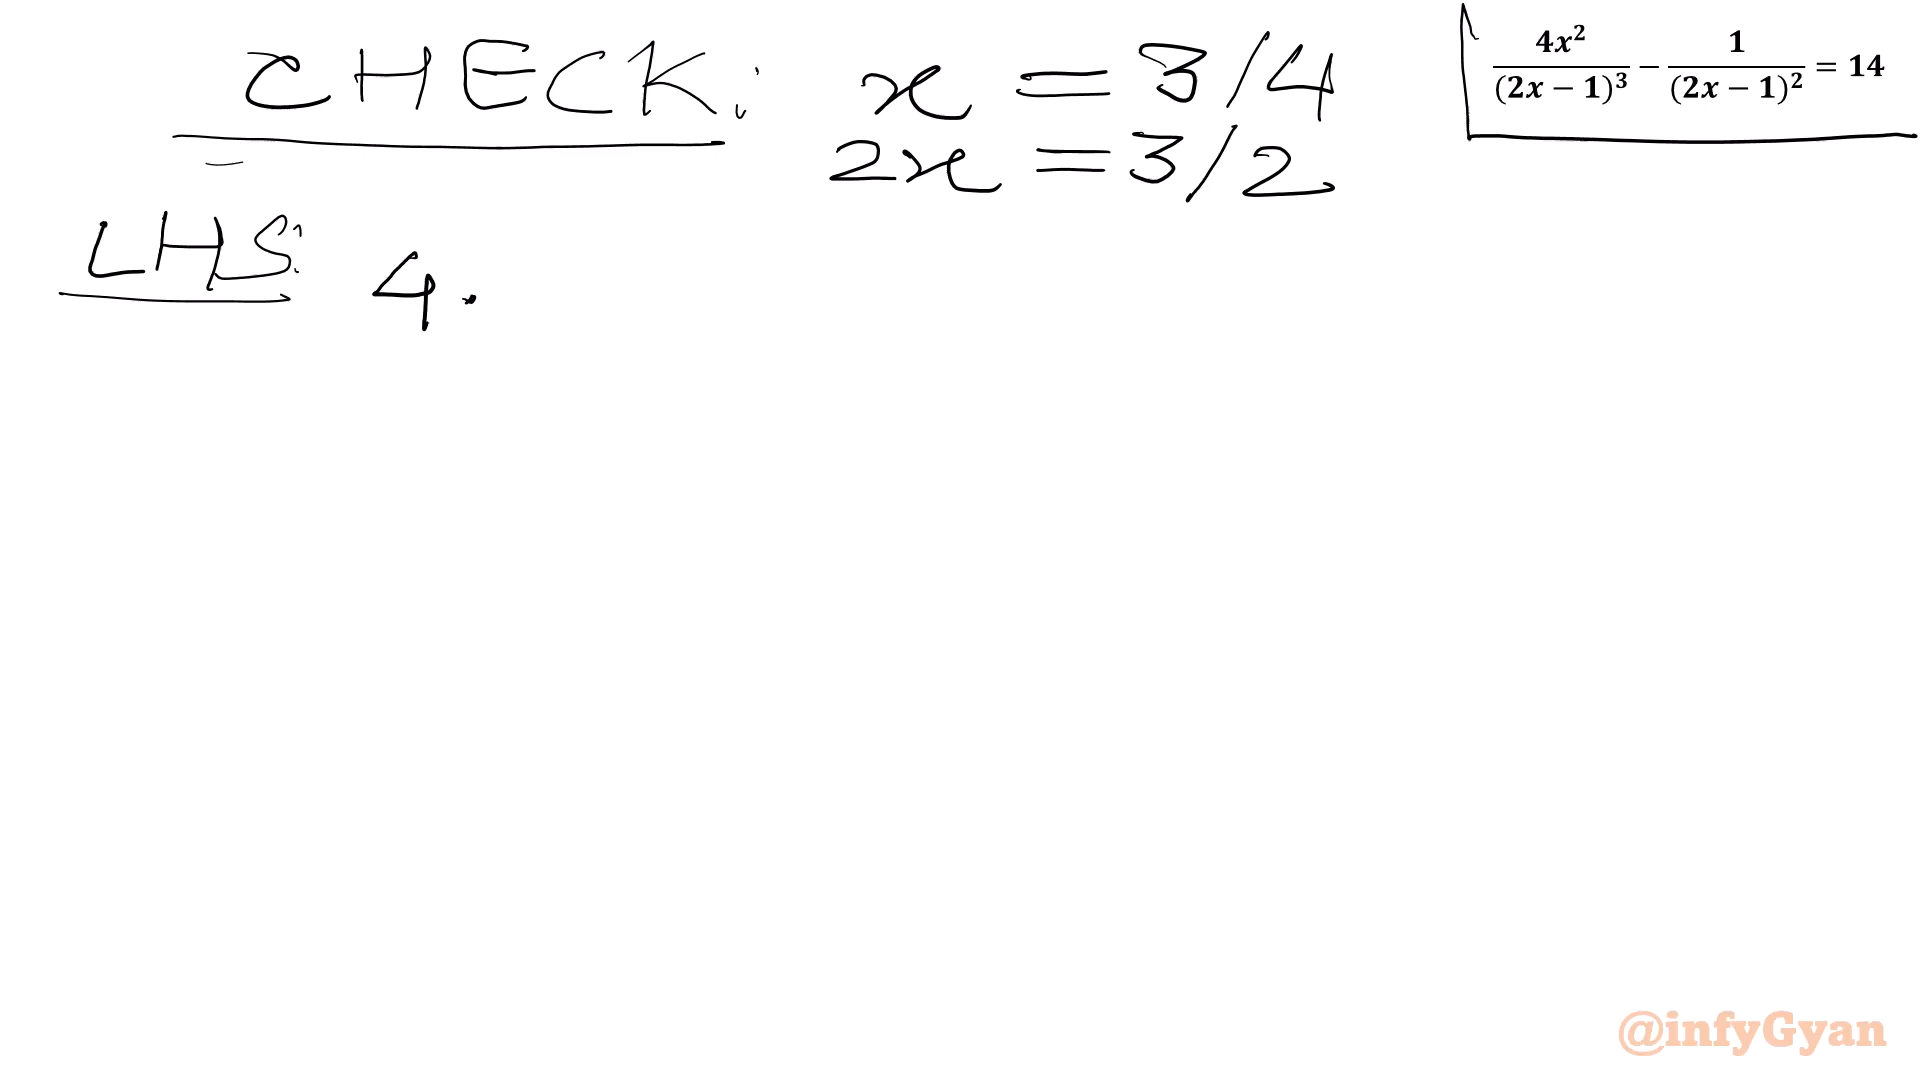 CHECK: x = 3/4
4x²/(2x − 1)³ − 1/(2x − 1)² = 14
2x = 3/2
LHS: 4.
@infyGyan